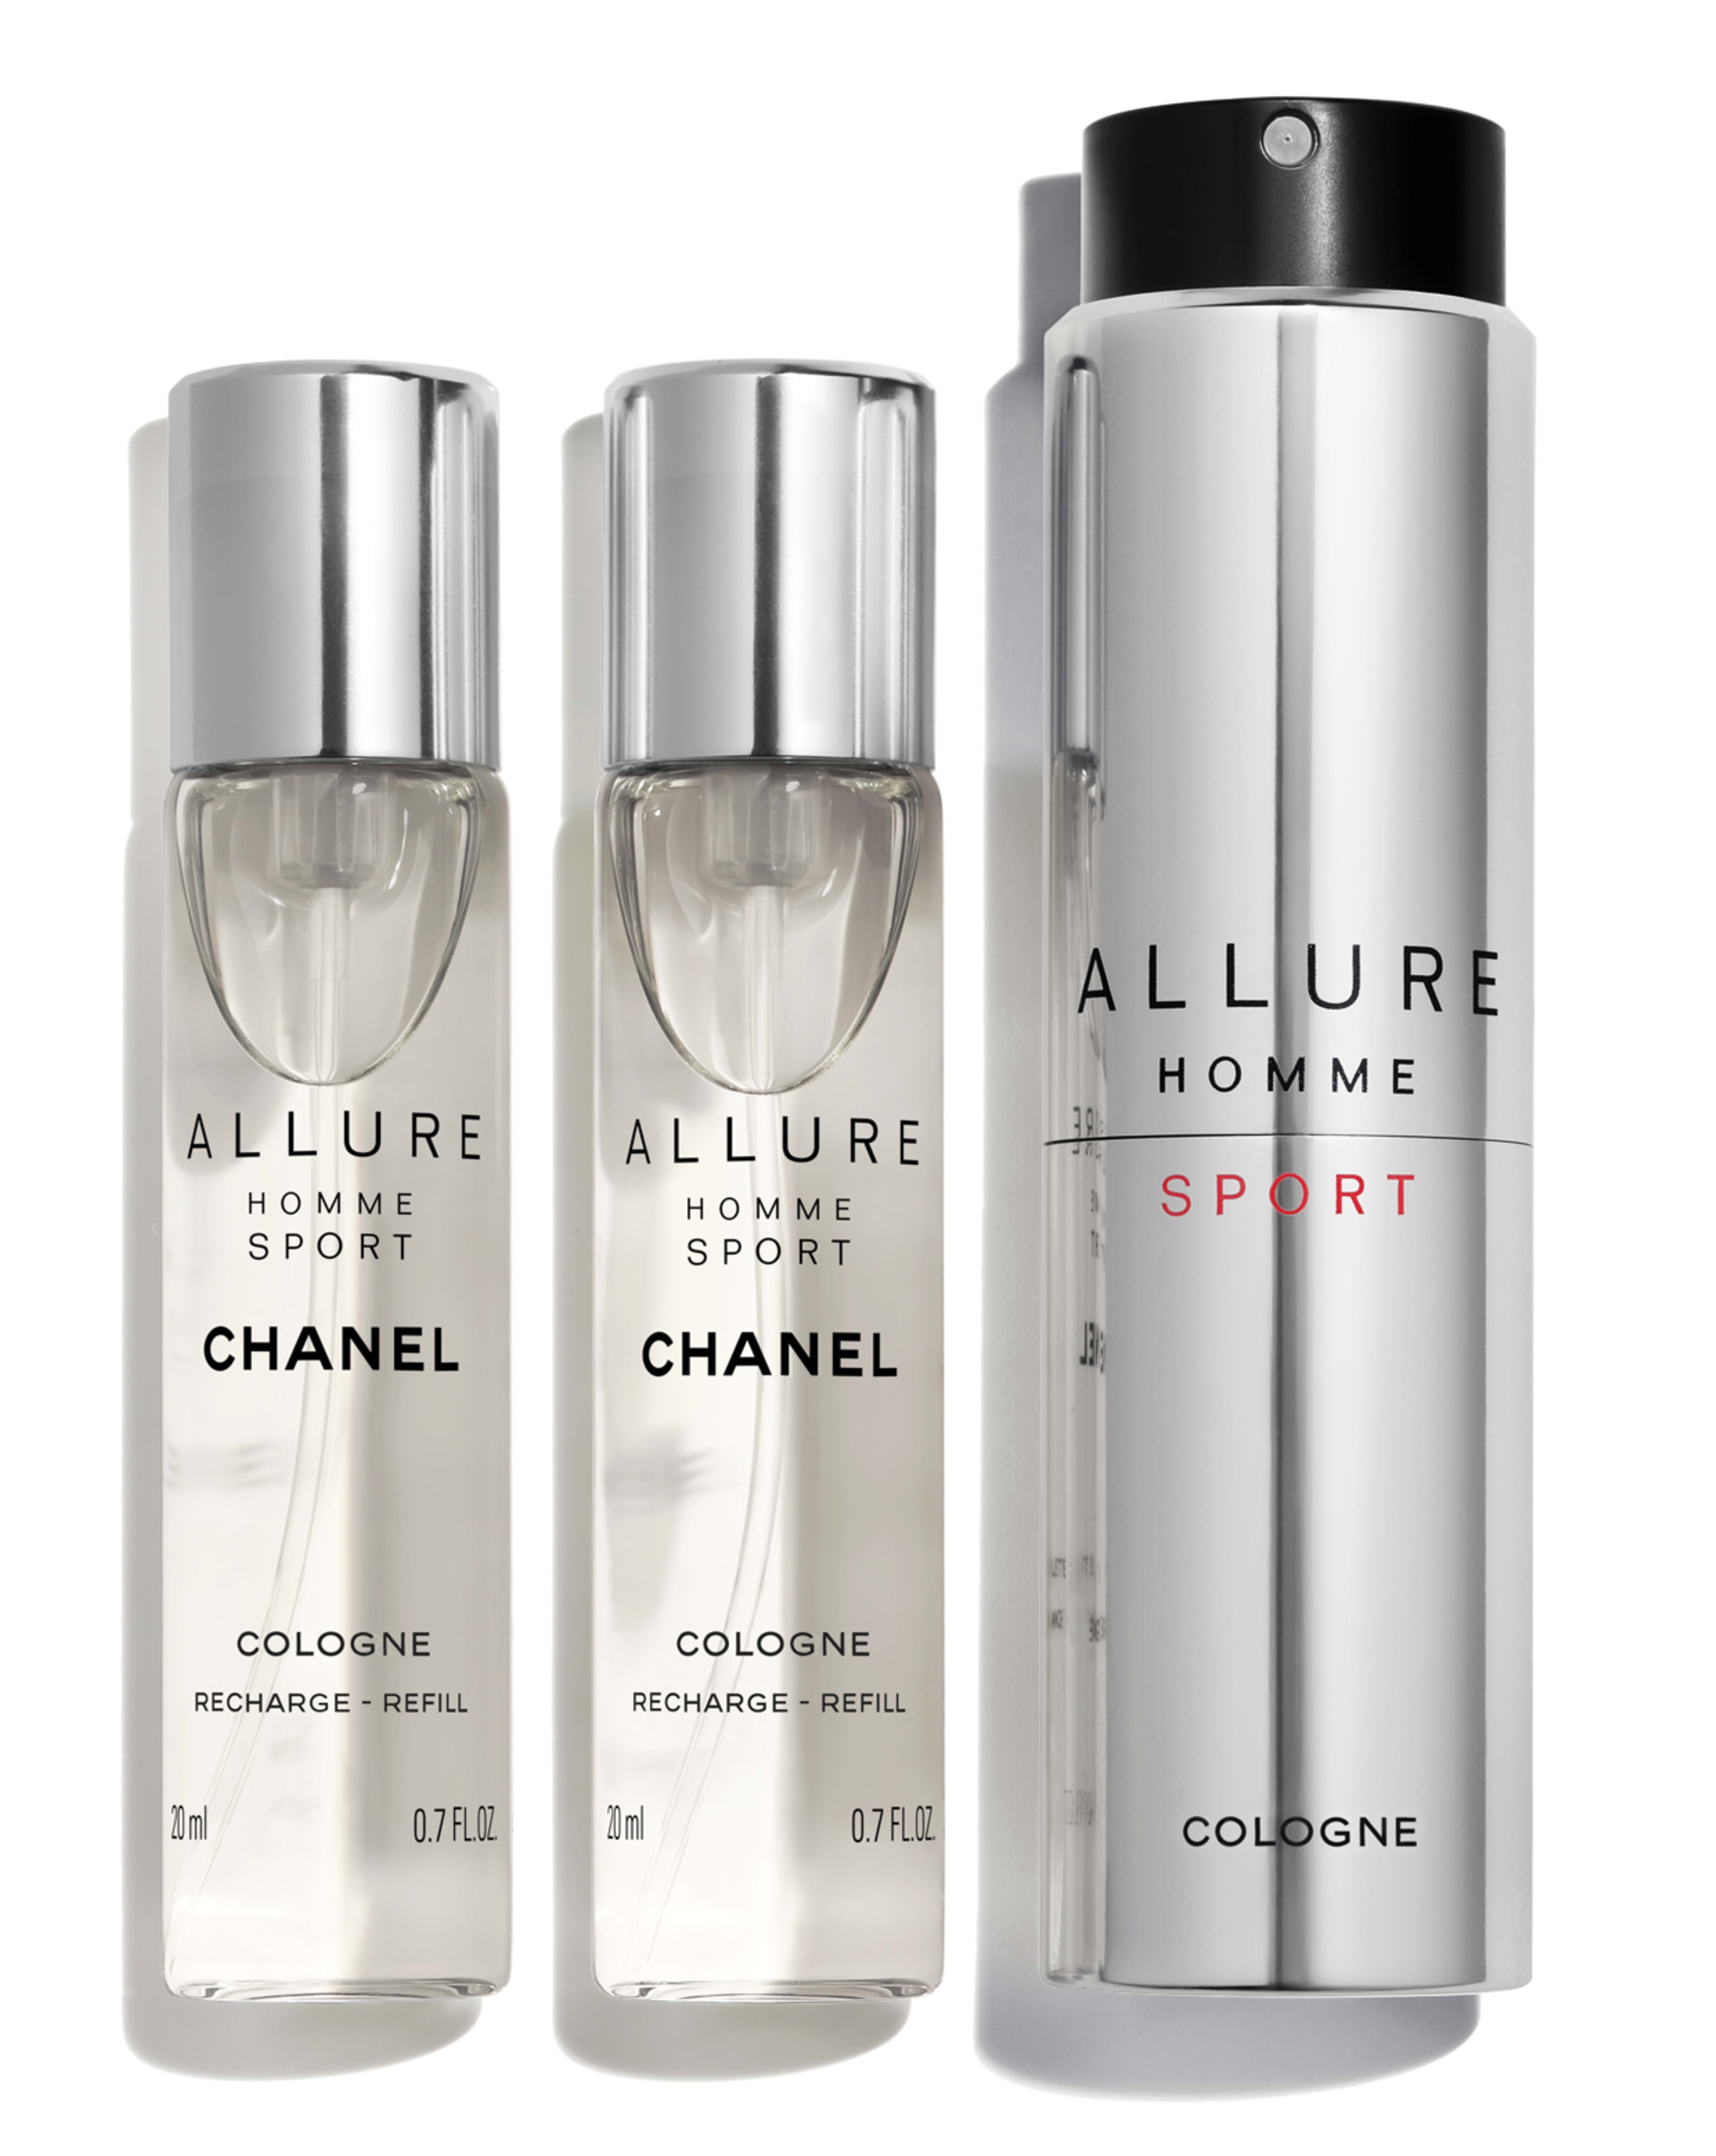 ALLURE
HOMME
SPORT
CHANEL
COLOGNE
RECHARGE - REFILL
20 ml 0.7 FL.OZ.
ALLURE
HOMME
SPORT
CHANEL
COLOGNE
RECHARGE - REFILL
20 ml 0.7 FL.OZ.
ALLURE
HOMME
SPORT
COLOGNE